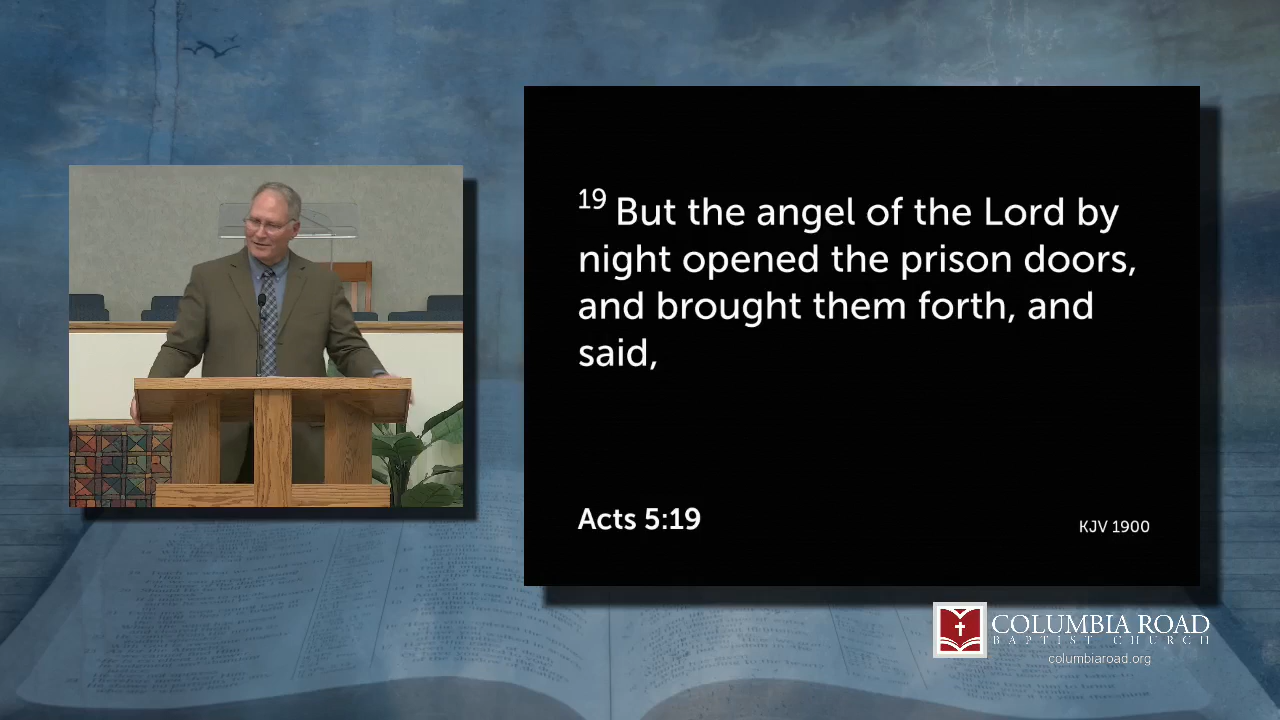 19 But the angel of the Lord by
night opened the prison doors,
and brought them forth, and
said,
Acts 5:19
KJV 1900
COLUMBIA ROAD
BAPTIST CHURCH
columbiaroad.org